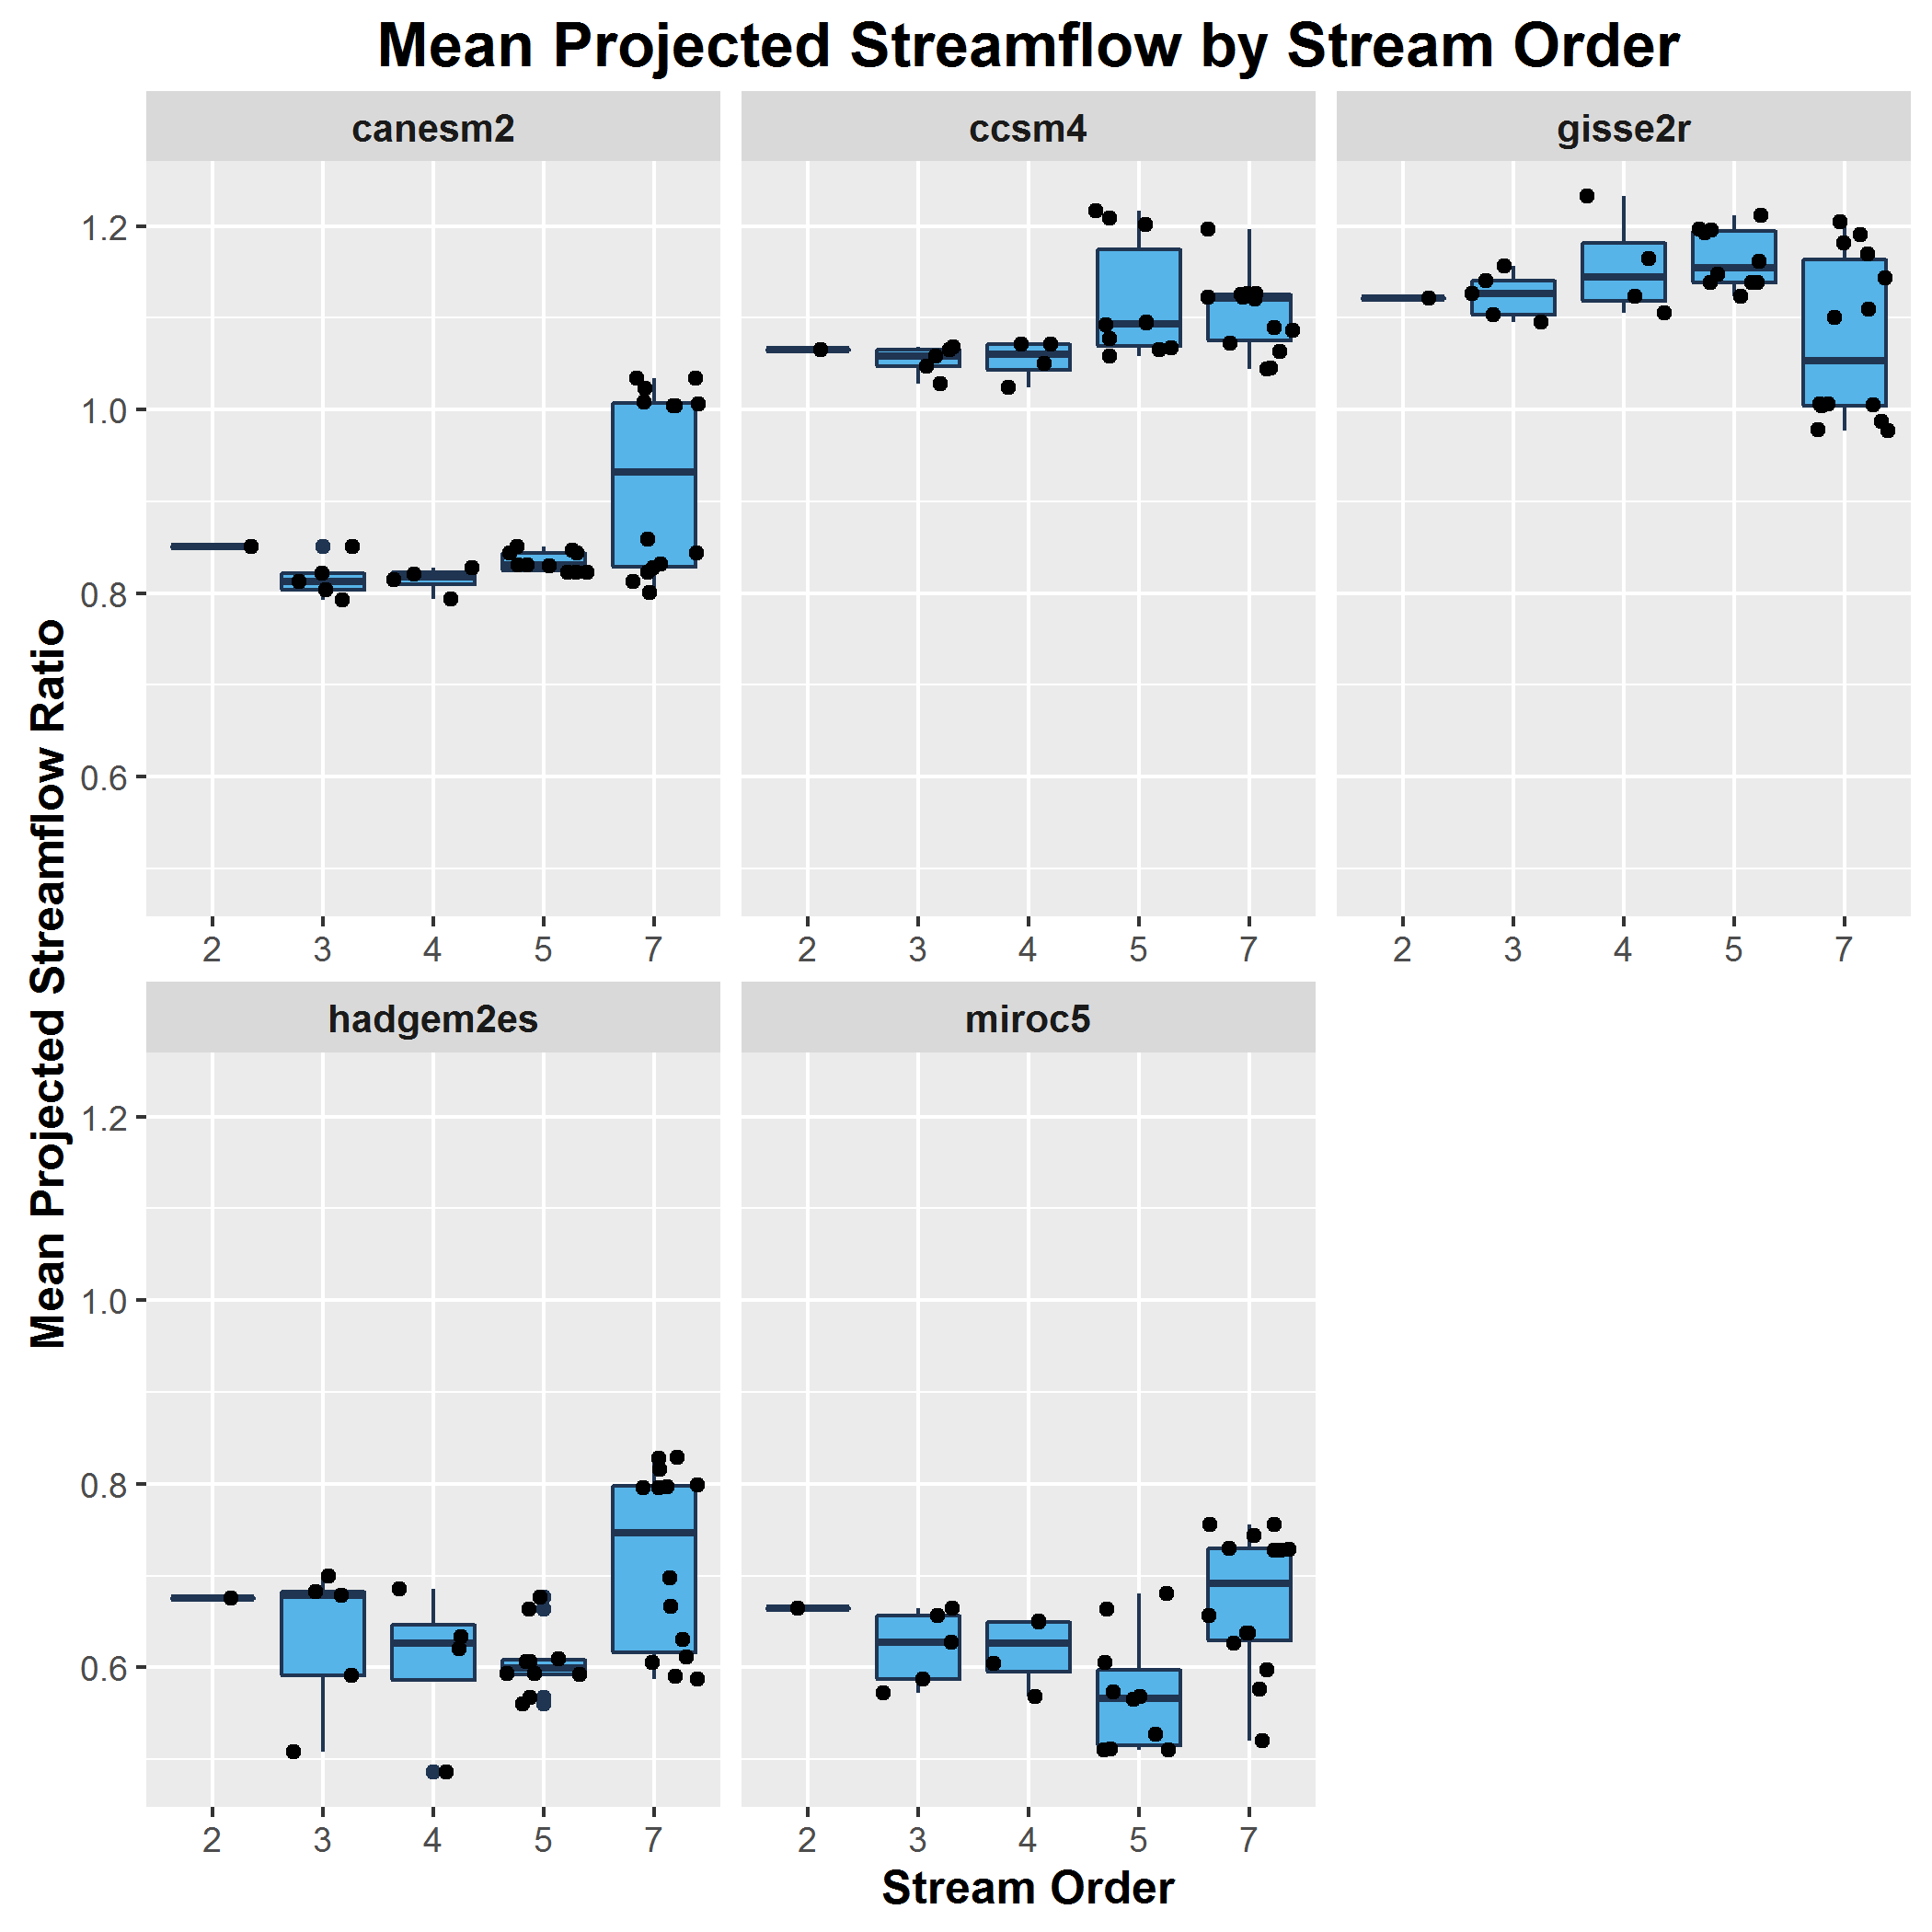 Mean Projected Streamflow by Stream Order
canesm2
ccsm4
gisse2r
1.2
1.0
0.8
0.6
2 3 4 5 7
2 3 4 5 7
2 3 4 5 7
Mean Projected Streamflow Ratio
hadgem2es
miroc5
1.2
1.0
0.8
0.6
2 3 4 5 7
2 3 4 5 7
Stream Order